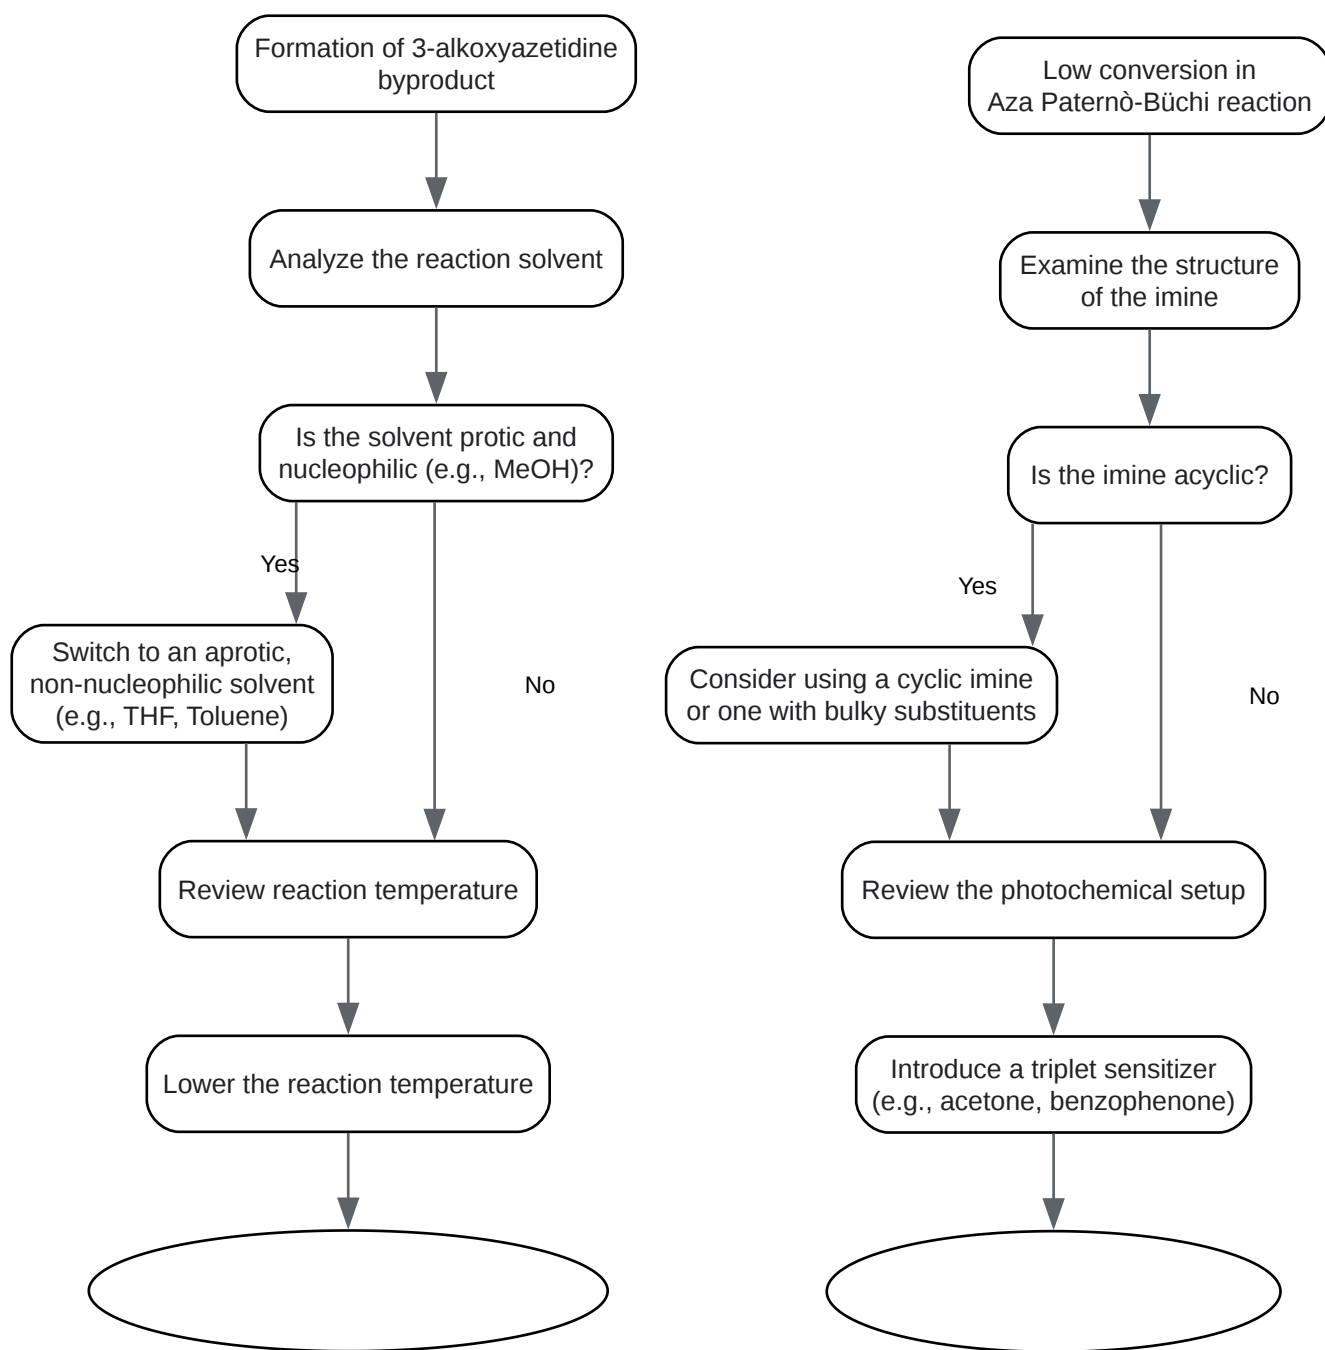 Formation of 3-alkoxyazetidine
byproduct
Analyze the reaction solvent
Is the solvent protic and
nucleophilic (e.g., MeOH)?
Yes
Switch to an aprotic,
non-nucleophilic solvent
(e.g., THF, Toluene)
No
Review reaction temperature
Lower the reaction temperature
Low conversion in
Aza Paternò-Büchi reaction
Examine the structure
of the imine
Is the imine acyclic?
Yes
Consider using a cyclic imine
or one with bulky substituents
No
Review the photochemical setup
Introduce a triplet sensitizer
(e.g., acetone, benzophenone)